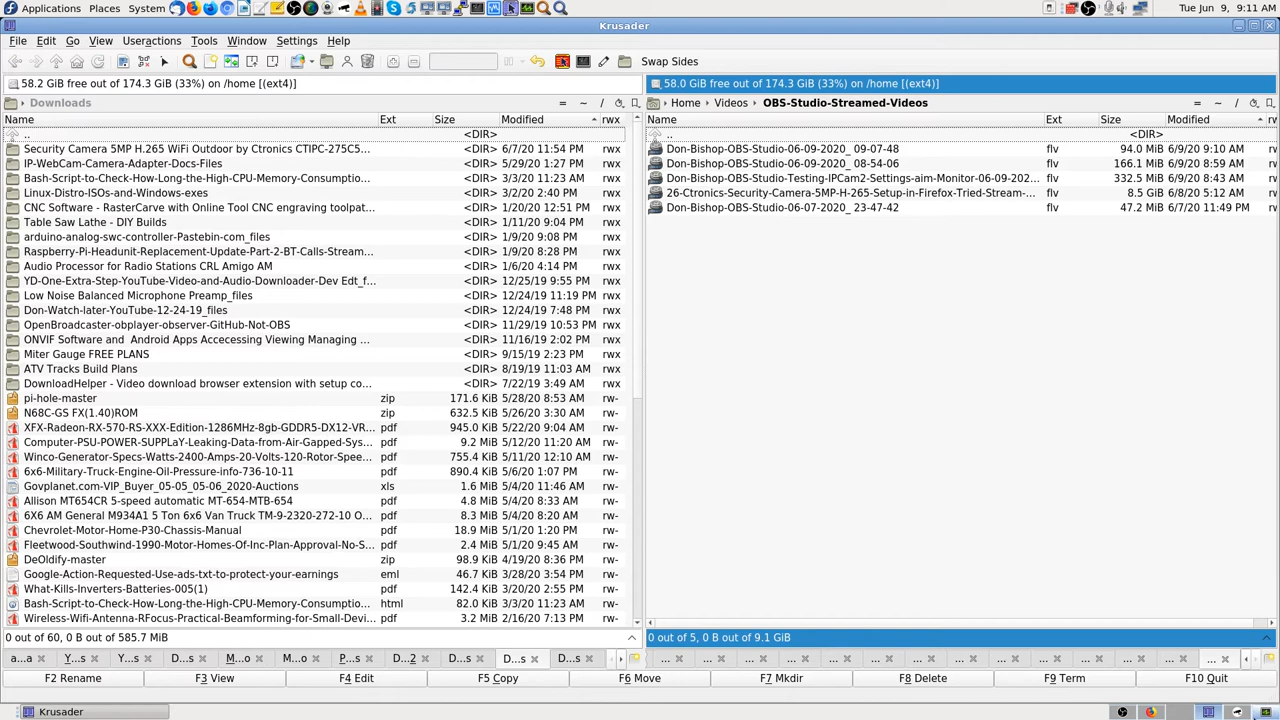 Applications Places System Tue Jun 9, 9:11 AM
Krusader
File Edit Go View Useractions Tools Window Settings Help
Swap Sides
58.2 GiB free out of 174.3 GiB (33%) on /home [(ext4)]
Downloads = ~ /
Name Ext Size Modified rwx
.. <DIR>
Security Camera 5MP H.265 WiFi Outdoor by Ctronics CTIPC-275C5... <DIR> 6/7/20 11:54 PM rwx
IP-WebCam-Camera-Adapter-Docs-Files <DIR> 5/29/20 1:27 PM rwx
Bash-Script-to-Check-How-Long-the-High-CPU-Memory-Consumptio... <DIR> 3/3/20 11:23 AM rwx
Linux-Distro-ISOs-and-Windows-exes <DIR> 3/3/20 2:40 PM rwx
CNC Software - RasterCarve with Online Tool CNC engraving toolpat... <DIR> 1/20/20 12:51 PM rwx
Table Saw Lathe - DIY Builds <DIR> 1/11/20 9:04 PM rwx
arduino-analog-swc-controller-Pastebin-com_files <DIR> 1/9/20 9:08 PM rwx
Raspberry-Pi-Headunit-Replacement-Update-Part-2-BT-Calls-Stream... <DIR> 1/9/20 8:28 PM rwx
Audio Processor for Radio Stations CRL Amigo AM <DIR> 1/6/20 4:14 PM rwx
YD-One-Extra-Step-YouTube-Video-and-Audio-Downloader-Dev Edt_f... <DIR> 12/25/19 9:55 PM rwx
Low Noise Balanced Microphone Preamp_files <DIR> 12/24/19 11:19 PM rwx
Don-Watch-later-YouTube-12-24-19_files <DIR> 12/24/19 7:48 PM rwx
OpenBroadcaster-obplayer-observer-GitHub-Not-OBS <DIR> 11/29/19 10:53 PM rwx
ONVIF Software and  Android Apps Accecessing Viewing Managing ... <DIR> 11/16/19 2:02 PM rwx
Miter Gauge FREE PLANS <DIR> 9/15/19 2:23 PM rwx
ATV Tracks Build Plans <DIR> 8/19/19 11:03 AM rwx
DownloadHelper - Video download browser extension with setup co... <DIR> 7/22/19 3:49 AM rwx
pi-hole-master zip 171.6 KiB 5/28/20 8:53 AM rw-
N68C-GS FX(1.40)ROM zip 632.5 KiB 5/26/20 3:30 AM rw-
XFX-Radeon-RX-570-RS-XXX-Edition-1286MHz-8gb-GDDR5-DX12-VR... pdf 945.0 KiB 5/22/20 9:04 AM rw-
Computer-PSU-POWER-SUPPLaY-Leaking-Data-from-Air-Gapped-Sys... pdf 9.2 MiB 5/12/20 11:20 AM rw-
Winco-Generator-Specs-Watts-2400-Amps-20-Volts-120-Rotor-Spee... pdf 755.4 KiB 5/11/20 12:10 PM rw-
6x6-Military-Truck-Engine-Oil-Pressure-info-736-10-11 pdf 890.4 KiB 5/6/20 1:07 PM rw-
Govplanet.com-VIP_Buyer_05-05_05-06_2020-Auctions xls 1.6 MiB 5/4/20 9:46 AM rw-
Allison MT654CR 5-speed automatic MT-654-MTB-654 pdf 4.8 MiB 5/4/20 8:33 AM rw-
6X6 AM General M934A1 5 Ton 6x6 Van Truck TM-9-2320-272-10 O... pdf 8.3 MiB 5/4/20 8:20 AM rw-
Chevrolet-Motor-Home-P30-Chassis-Manual pdf 18.9 MiB 5/1/20 1:20 PM rw-
Fleetwood-Southwind-1990-Motor-Homes-Of-Inc-Plan-Approval-No-S... pdf 2.4 MiB 5/1/20 9:45 AM rw-
DeOldify-master zip 98.9 KiB 4/19/20 8:36 PM rw-
Google-Action-Requested-Use-ads-txt-to-protect-your-earnings eml 46.7 KiB 3/28/20 3:54 PM rw-
What-Kills-Inverters-Batteries-005(1) pdf 142.4 KiB 3/20/20 2:55 PM rw-
Bash-Script-to-Check-How-Long-the-High-CPU-Memory-Consumptio... html 82.0 KiB 3/3/20 11:23 AM rw-
Wireless-Wifi-Antenna-RFocus-Practical-Beamforming-for-Small-Devi... pdf 3.2 MiB 2/16/20 7:13 PM rw-
0 out of 60, 0 B out of 585.7 MiB
a...a Y...s Y...s D...s M...o M...o P...s D...2 D...s D...s D...s
58.0 GiB free out of 174.3 GiB (33%) on /home [(ext4)]
Home Videos OBS-Studio-Streamed-Videos = ~ /
Name Ext Size Modified rwx
.. <DIR>
Don-Bishop-OBS-Studio-06-09-2020_ 09-07-48 flv 94.0 MiB 6/9/20 9:10 AM rw-
Don-Bishop-OBS-Studio-06-09-2020_ 08-54-06 flv 166.1 MiB 6/9/20 8:59 AM rw-
Don-Bishop-OBS-Studio-Testing-IPCam2-Settings-aim-Monitor-06-09-202... flv 332.5 MiB 6/9/20 8:43 AM rw-
26-Ctronics-Security-Camera-5MP-H-265-Setup-in-Firefox-Tried-Stream-... flv 8.5 GiB 6/8/20 5:12 AM rw-
Don-Bishop-OBS-Studio-06-07-2020_ 23-47-42 flv 47.2 MiB 6/7/20 11:49 PM rw-
0 out of 5, 0 B out of 9.1 GiB
... ... ... ... ... ... ... ... ... ... ... ... ... ...
F2 Rename F3 View F4 Edit F5 Copy F6 Move F7 Mkdir F8 Delete F9 Term F10 Quit
Krusader